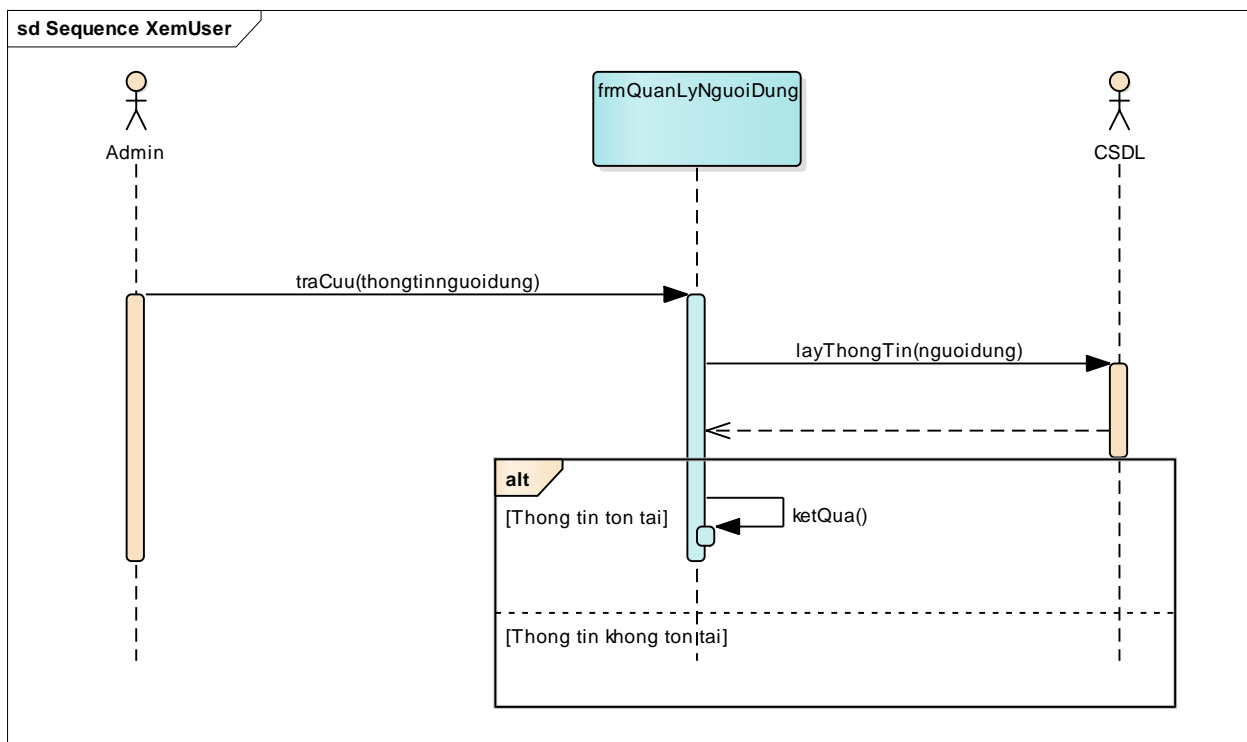 sd Sequence XemUser
frmQuanLyNguoiDung
Admin
CSDL
traCuu(thongtinnguoidung)
layThongTin(nguoidung)
alt
[Thong tin ton tai]
ketQua()
[Thong tin khong ton tai]